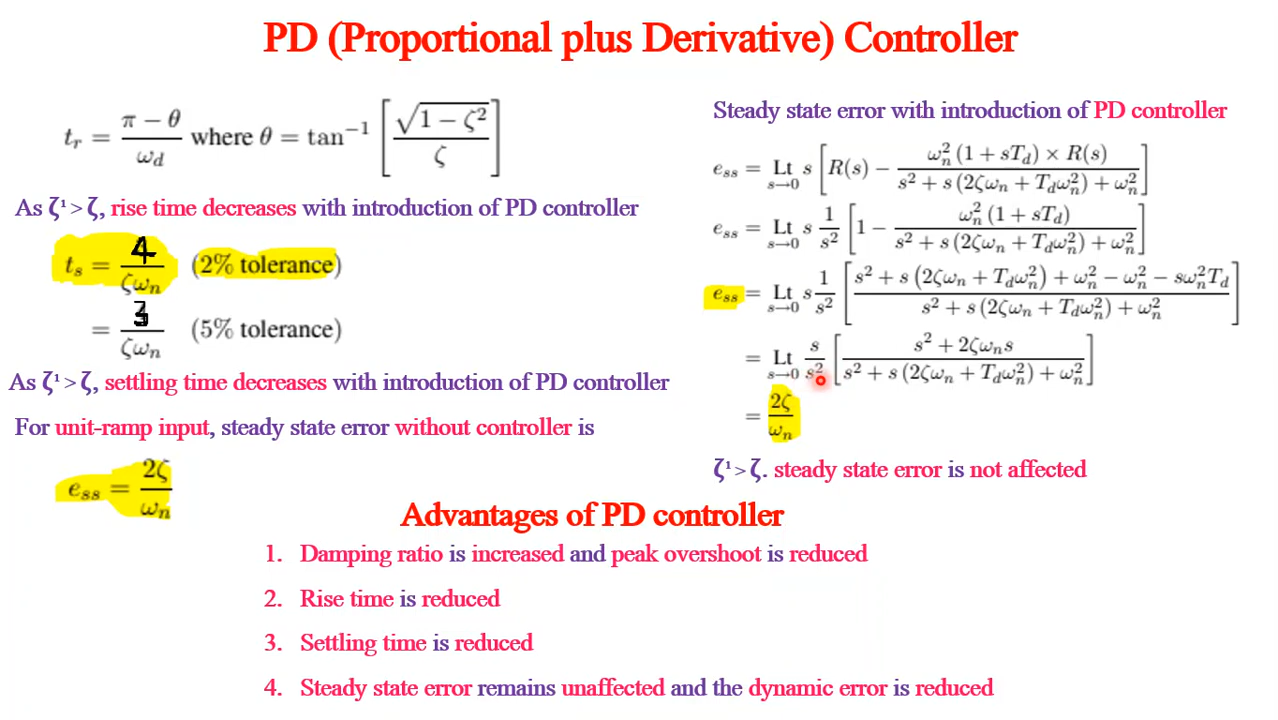 PD (Proportional plus Derivative) Controller
t_r = (π − θ)/ω_d where θ = tan⁻¹ [√(1 − ζ²)/ζ]
As ζ¹ > ζ, rise time decreases with introduction of PD controller
t_s = 4/(ζω_n) (2% tolerance)
= 3/(ζω_n) (5% tolerance)
As ζ¹ > ζ, settling time decreases with introduction of PD controller
For unit-ramp input, steady state error without controller is
e_ss = 2ζ/ω_n
Steady state error with introduction of PD controller
e_ss = Lt s→0 s [R(s) − (ω_n² (1 + sT_d) × R(s))/(s² + s (2ζω_n + T_dω_n²) + ω_n²)]
e_ss = Lt s→0 s 1/s² [1 − (ω_n² (1 + sT_d))/(s² + s (2ζω_n + T_dω_n²) + ω_n²)]
e_ss = Lt s→0 s 1/s² [(s² + s (2ζω_n + T_dω_n²) + ω_n² − ω_n² − sω_n²T_d)/(s² + s (2ζω_n + T_dω_n²) + ω_n²)]
= Lt s→0 s/s² [(s² + 2ζω_n s)/(s² + s (2ζω_n + T_dω_n²) + ω_n²)]
= 2ζ/ω_n
ζ¹ > ζ. steady state error is not affected
Advantages of PD controller
1. Damping ratio is increased and peak overshoot is reduced
2. Rise time is reduced
3. Settling time is reduced
4. Steady state error remains unaffected and the dynamic error is reduced